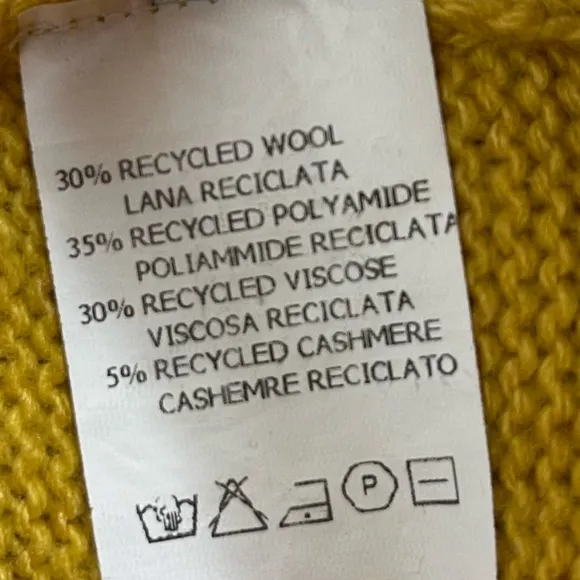 30% RECYCLED WOOL
LANA RECICLATA
35% RECYCLED POLYAMIDE
POLIAMMIDE RECICLATA
30% RECYCLED VISCOSE
VISCOSA RECICLATA
5% RECYCLED CASHMERE
CASHEMRE RECICLATO
P